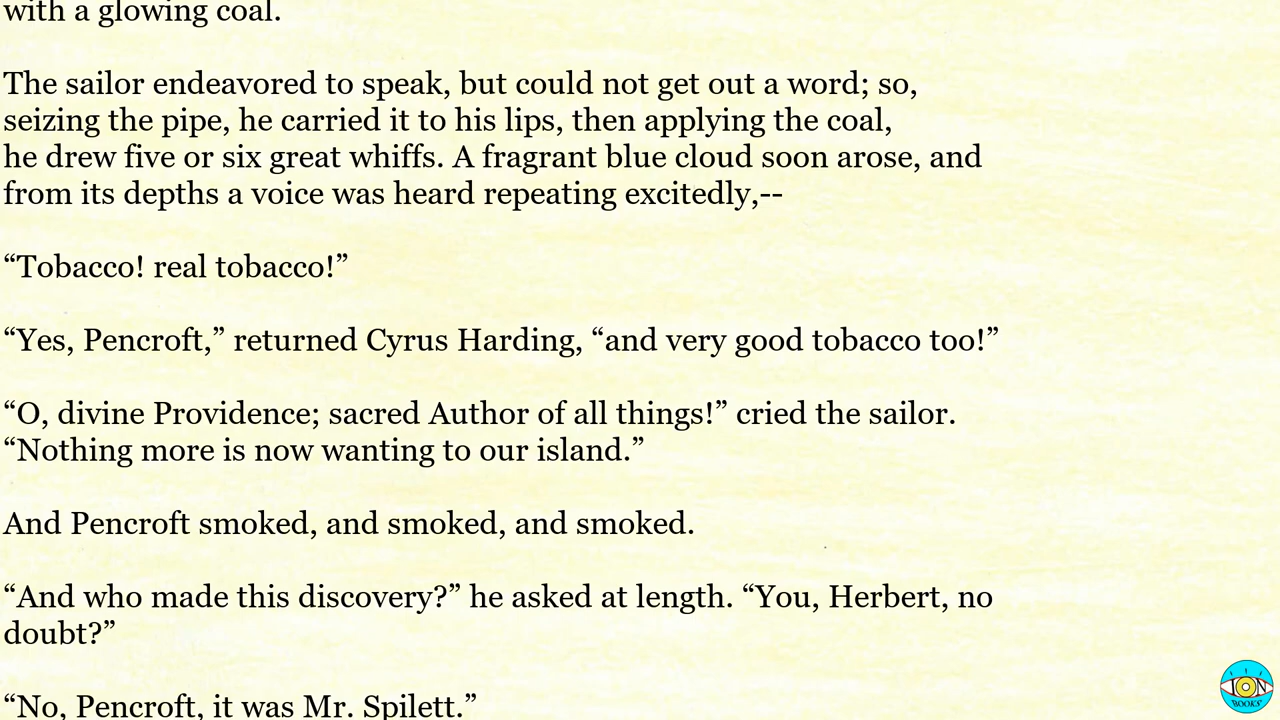 with a glowing coal.
The sailor endeavored to speak, but could not get out a word; so,
seizing the pipe, he carried it to his lips, then applying the coal,
he drew five or six great whiffs. A fragrant blue cloud soon arose, and
from its depths a voice was heard repeating excitedly,--
“Tobacco! real tobacco!”
“Yes, Pencroft,” returned Cyrus Harding, “and very good tobacco too!”
“O, divine Providence; sacred Author of all things!” cried the sailor.
“Nothing more is now wanting to our island.”
And Pencroft smoked, and smoked, and smoked.
“And who made this discovery?” he asked at length. “You, Herbert, no
doubt?”
“No, Pencroft, it was Mr. Spilett.”
ION
BOOKS